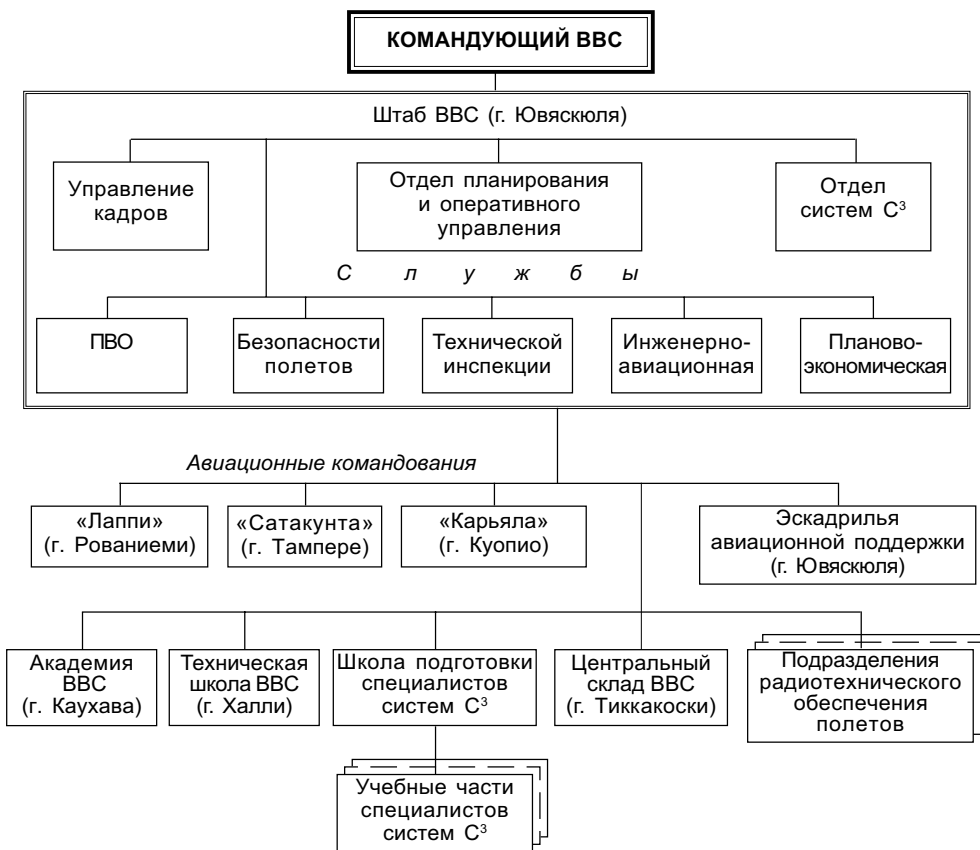 КОМАНДУЮЩИЙ ВВС
Штаб ВВС (г. Ювяскюля)
Управление
кадров
Отдел планирования
и оперативного
управления
Отдел
систем С³
С л у ж б ы
ПВО
Безопасности
полетов
Технической
инспекции
Инженерно-
авиационная
Планово-
экономическая
Авиационные командования
«Лаппи»
(г. Рованиеми)
«Сатакунта»
(г. Тампере)
«Карьяла»
(г. Куопио)
Эскадрилья
авиационной поддержки
(г. Ювяскюля)
Академия
ВВС
(г. Каухава)
Техническая
школа ВВС
(г. Халли)
Школа подготовки
специалистов
систем С³
Центральный
склад ВВС
(г. Тиккакоски)
Подразделения
радиотехнического
обеспечения
полетов
Учебные части
специалистов
систем С³